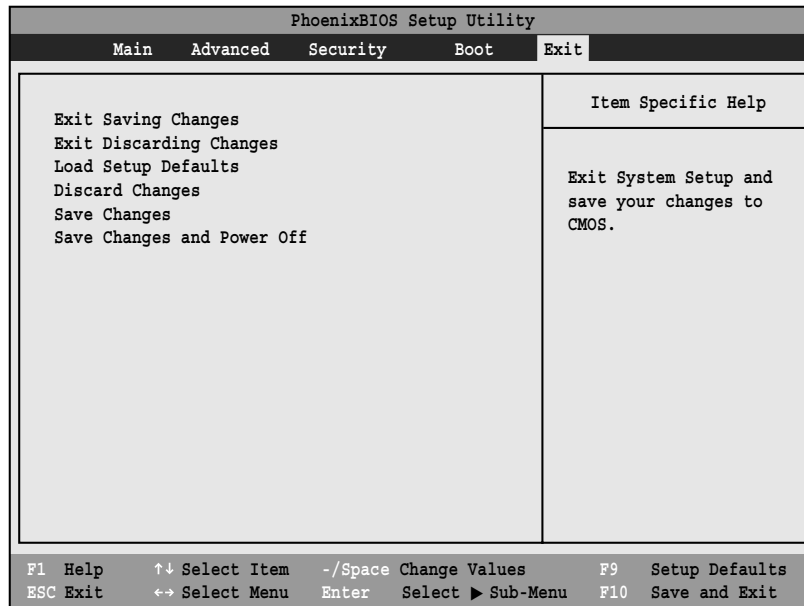 PhoenixBIOS Setup Utility
Main Advanced Security Boot Exit
Exit Saving Changes
Exit Discarding Changes
Load Setup Defaults
Discard Changes
Save Changes
Save Changes and Power Off
Item Specific Help
Exit System Setup and
save your changes to
CMOS.
F1 Help ↑↓ Select Item -/Space Change Values F9 Setup Defaults
ESC Exit ←→ Select Menu Enter Select ▶ Sub-Menu F10 Save and Exit